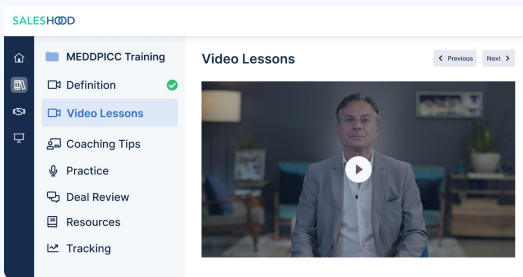 SALESHOOD
MEDDPICC Training
Definition
Video Lessons
Coaching Tips
Practice
Deal Review
Resources
Tracking
Video Lessons
Previous
Next